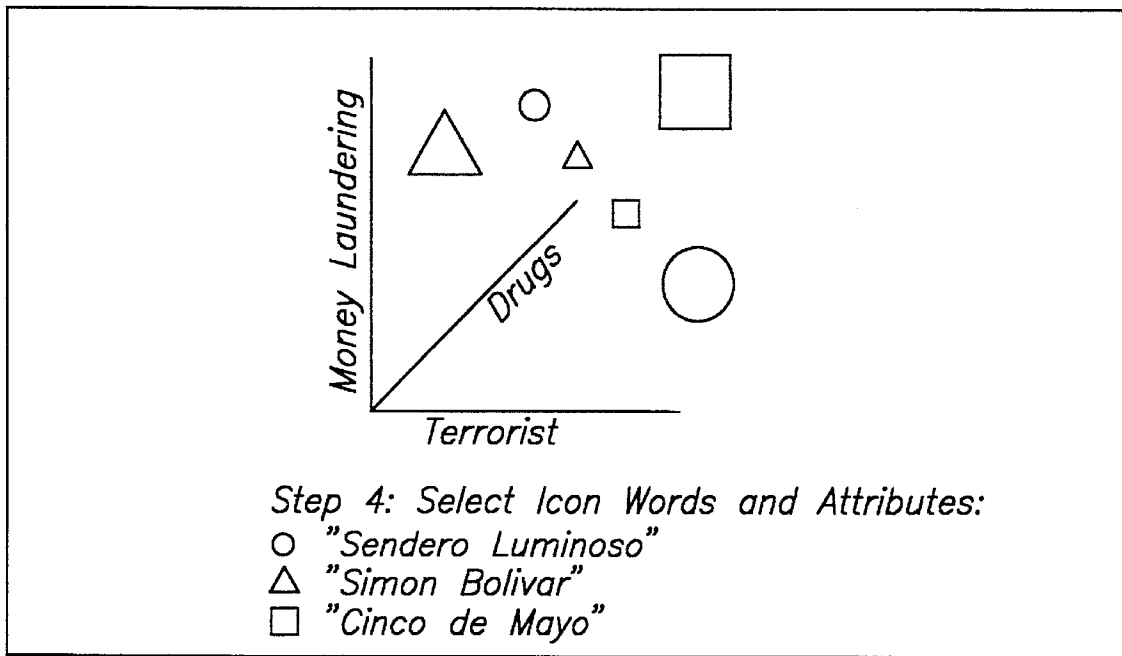 Money Laundering
Drugs
Terrorist
Step 4: Select Icon Words and Attributes:
"Sendero Luminoso"
"Simon Bolivar"
"Cinco de Mayo"